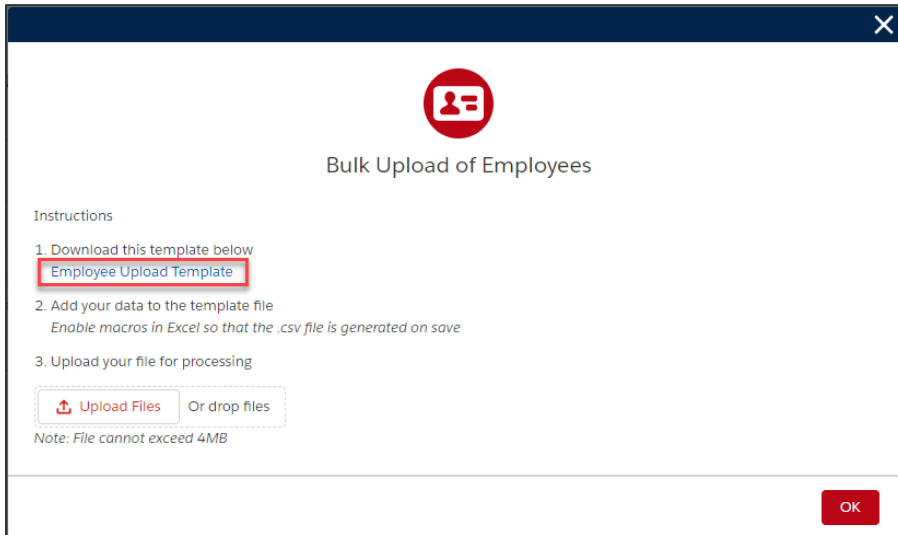 Bulk Upload of Employees
Instructions
1. Download this template below
Employee Upload Template
2. Add your data to the template file
Enable macros in Excel so that the .csv file is generated on save
3. Upload your file for processing
Upload Files Or drop files
Note: File cannot exceed 4MB
OK